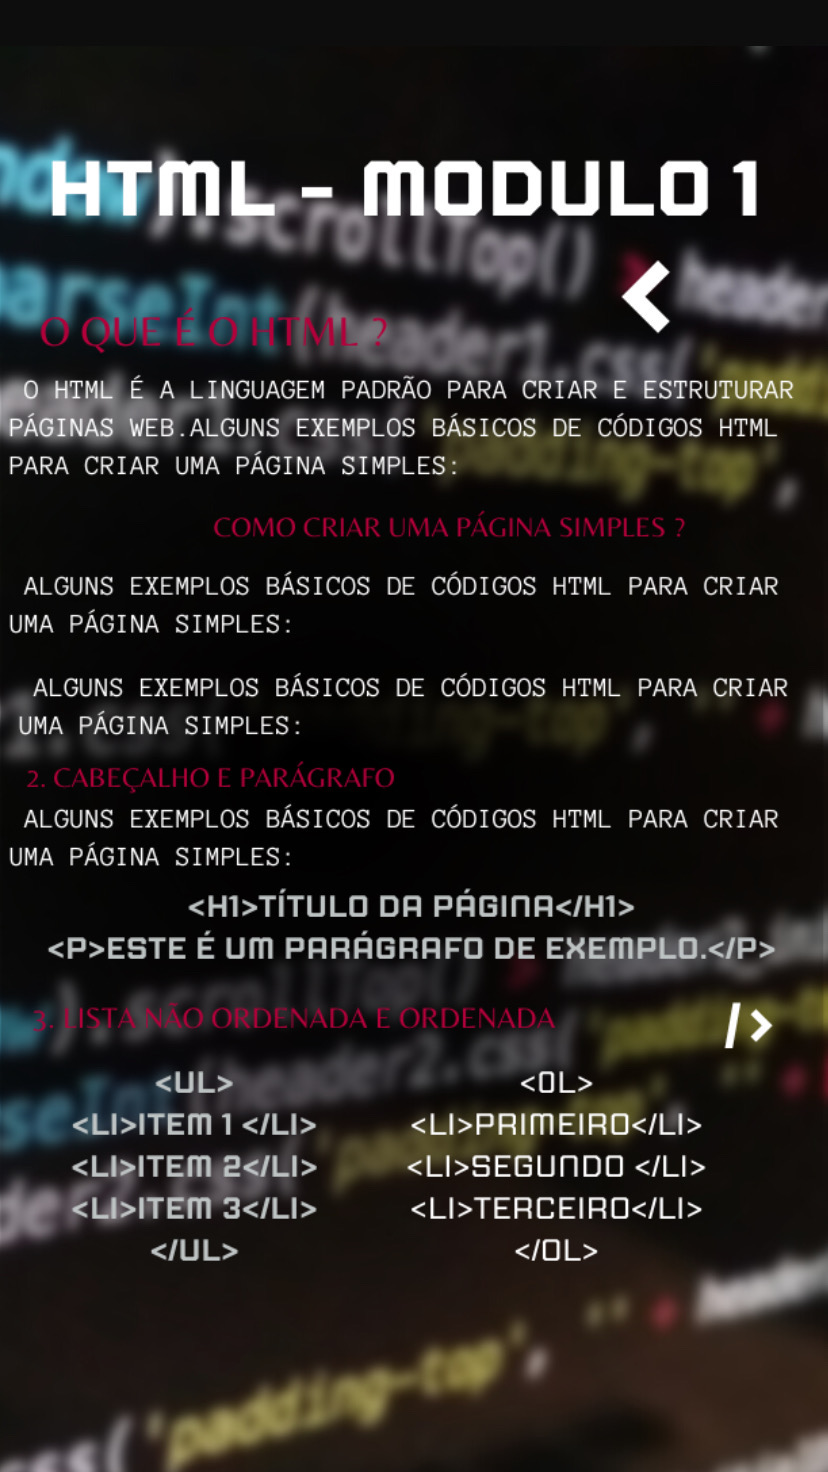 HTML - MODULO 1
<
O QUE É O HTML ?
O HTML É A LINGUAGEM PADRÃO PARA CRIAR E ESTRUTURAR
PÁGINAS WEB.ALGUNS EXEMPLOS BÁSICOS DE CÓDIGOS HTML
PARA CRIAR UMA PÁGINA SIMPLES:
COMO CRIAR UMA PÁGINA SIMPLES ?
ALGUNS EXEMPLOS BÁSICOS DE CÓDIGOS HTML PARA CRIAR
UMA PÁGINA SIMPLES:
ALGUNS EXEMPLOS BÁSICOS DE CÓDIGOS HTML PARA CRIAR
UMA PÁGINA SIMPLES:
2. CABEÇALHO E PARÁGRAFO
ALGUNS EXEMPLOS BÁSICOS DE CÓDIGOS HTML PARA CRIAR
UMA PÁGINA SIMPLES:
<H1>TÍTULO DA PÁGINA</H1>
<P>ESTE É UM PARÁGRAFO DE EXEMPLO.</P>
3. LISTA NÃO ORDENADA E ORDENADA
/>
<UL>
<LI>ITEM 1 </LI>
<LI>ITEM 2</LI>
<LI>ITEM 3</LI>
</UL>
<OL>
<LI>PRIMEIRO</LI>
<LI>SEGUNDO </LI>
<LI>TERCEIRO</LI>
</OL>